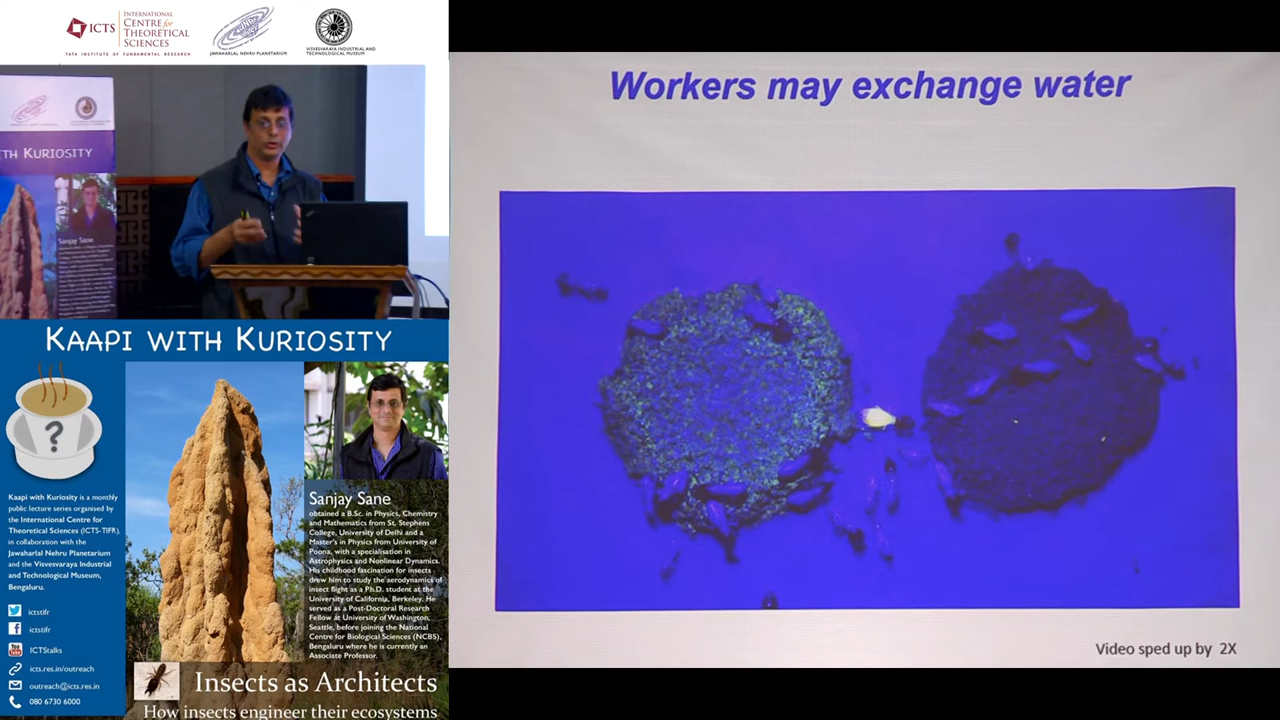 ICTS
INTERNATIONAL
CENTRE for
THEORETICAL
SCIENCES
TATA INSTITUTE OF FUNDAMENTAL RESEARCH
JAWAHARLAL NEHRU PLANETARIUM
VISVESVARAYA INDUSTRIAL AND
TECHNOLOGICAL MUSEUM
TH KURIOSITY
Sanjay Sane
KAAPI WITH KURIOSITY
?
Kaapi with Kuriosity is a monthly
public lecture series organised by
the International Centre for
Theoretical Sciences (ICTS-TIFR),
in collaboration with the
Jawaharlal Nehru Planetarium
and the Visvesvaraya Industrial
and Technological Museum,
Bengaluru.
ictstifr
ictstifr
ICTStalks
icts.res.in/outreach
outreach@icts.res.in
080 6730 6000
Sanjay Sane
obtained a B.Sc. in Physics, Chemistry
and Mathematics from St. Stephens
College, University of Delhi and a
Master's in Physics from University of
Poona, with a specialisation in
Astrophysics and Nonlinear Dynamics.
His childhood fascination for insects
drew him to study the aerodynamics of
insect flight as a Ph.D. student at the
University of California, Berkeley. He
served as a Post-Doctoral Research
Fellow at University of Washington,
Seattle, before joining the National
Centre for Biological Sciences (NCBS),
Bengaluru where he is currently an
Associate Professor.
Insects as Architects
How insects engineer their ecosystems
Workers may exchange water
Video sped up by 2X